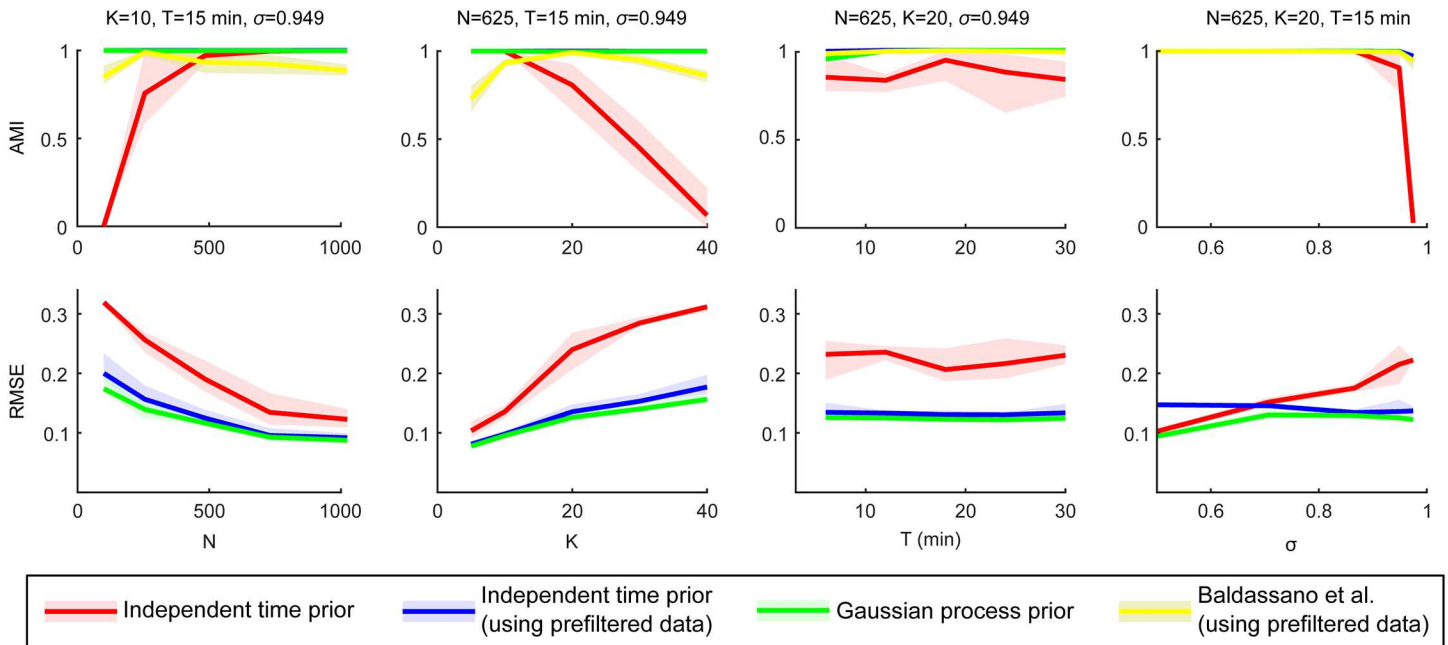 K=10, T=15 min, σ=0.949
N=625, T=15 min, σ=0.949
N=625, K=20, σ=0.949
N=625, K=20, T=15 min
AMI
1
0.5
0
0 500 1000
1
0.5
0
0 20 40
1
0.5
0
10 20 30
1
0.5
0
0.6 0.8 1
RMSE
0.3
0.2
0.1
0 500 1000
N
0.3
0.2
0.1
0 20 40
K
0.3
0.2
0.1
10 20 30
T (min)
0.3
0.2
0.1
0.6 0.8 1
σ
Independent time prior
Independent time prior
(using prefiltered data)
Gaussian process prior
Baldassano et al.
(using prefiltered data)